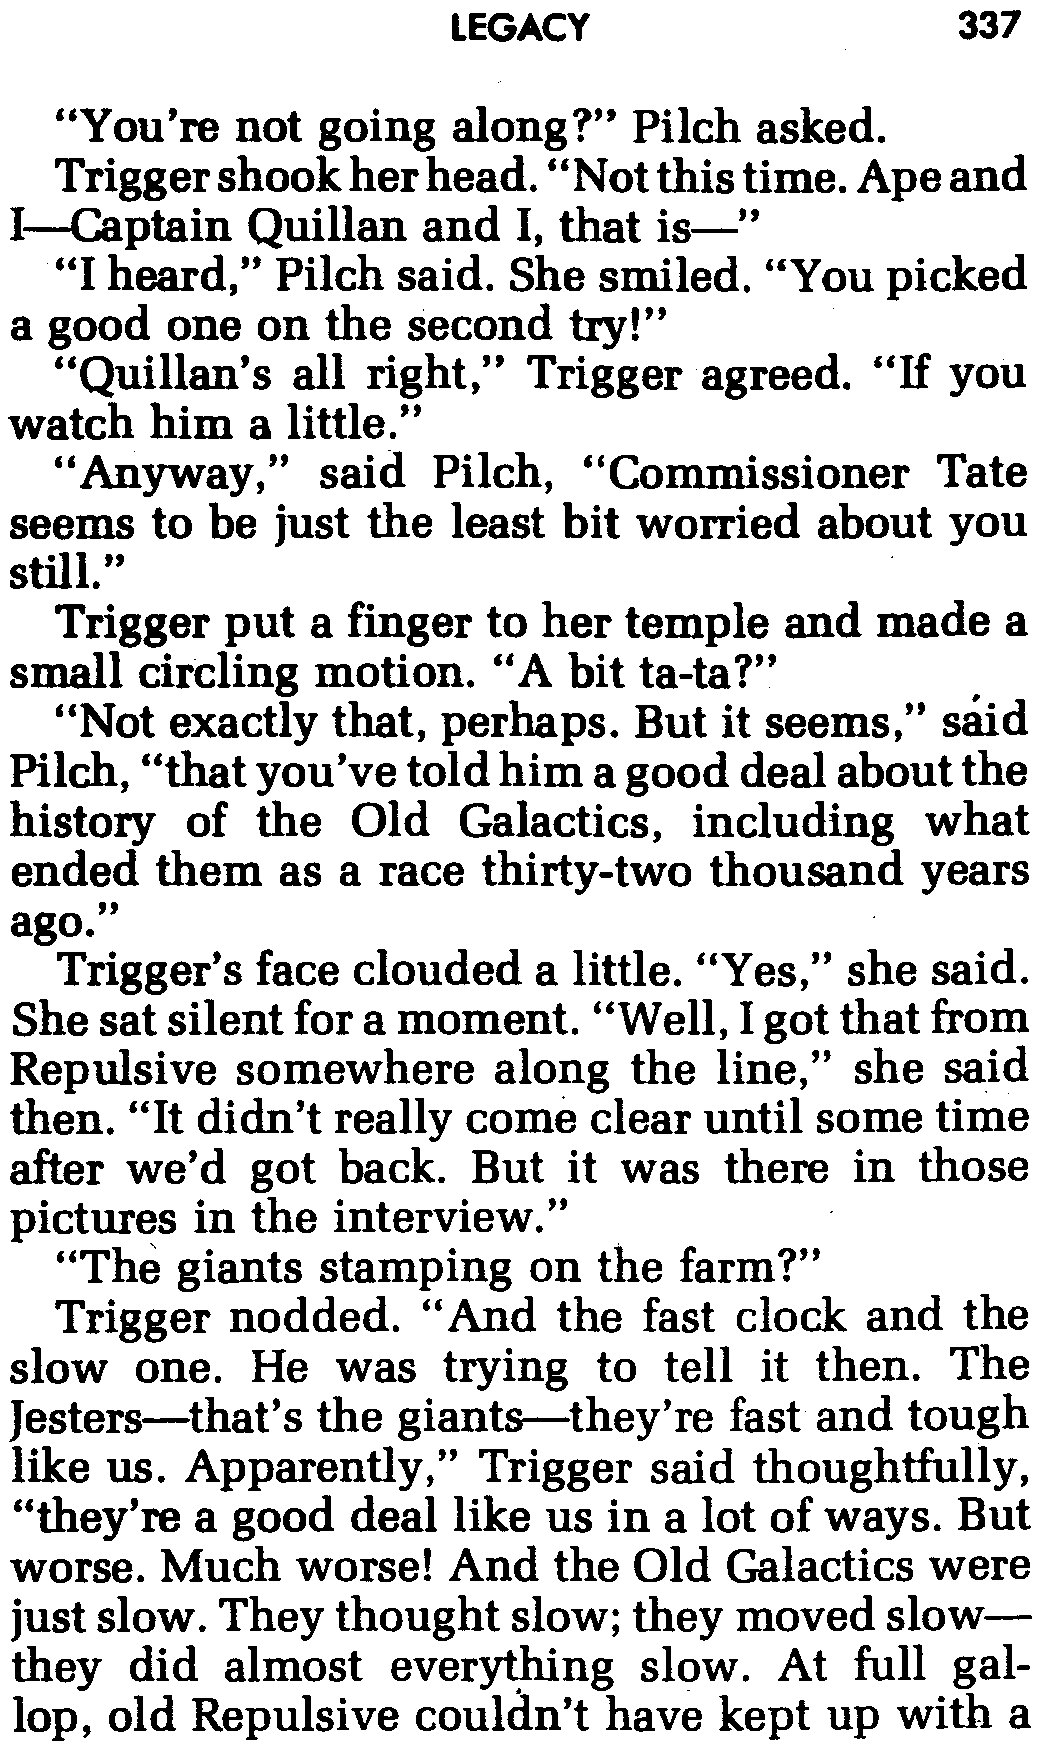 LEGACY 337
“You're not going along?” Pilch asked.
Trigger shook her head. “Not this time. Ape and
I—Captain Quillan and I, that is—”
“I heard,” Pilch said. She smiled. “You picked
a good one on the second try!”
“Quillan's all right,” Trigger agreed. “If you
watch him a little.”
“Anyway,” said Pilch, “Commissioner Tate
seems to be just the least bit worried about you
still.”
Trigger put a finger to her temple and made a
small circling motion. “A bit ta-ta?”
“Not exactly that, perhaps. But it seems,” said
Pilch, “that you've told him a good deal about the
history of the Old Galactics, including what
ended them as a race thirty-two thousand years
ago.”
Trigger's face clouded a little. “Yes,” she said.
She sat silent for a moment. “Well, I got that from
Repulsive somewhere along the line,” she said
then. “It didn't really come clear until some time
after we'd got back. But it was there in those
pictures in the interview.”
“The giants stamping on the farm?”
Trigger nodded. “And the fast clock and the
slow one. He was trying to tell it then. The
Jesters—that's the giants—they're fast and tough
like us. Apparently,” Trigger said thoughtfully,
“they're a good deal like us in a lot of ways. But
worse. Much worse! And the Old Galactics were
just slow. They thought slow; they moved slow—
they did almost everything slow. At full gal-
lop, old Repulsive couldn't have kept up with a